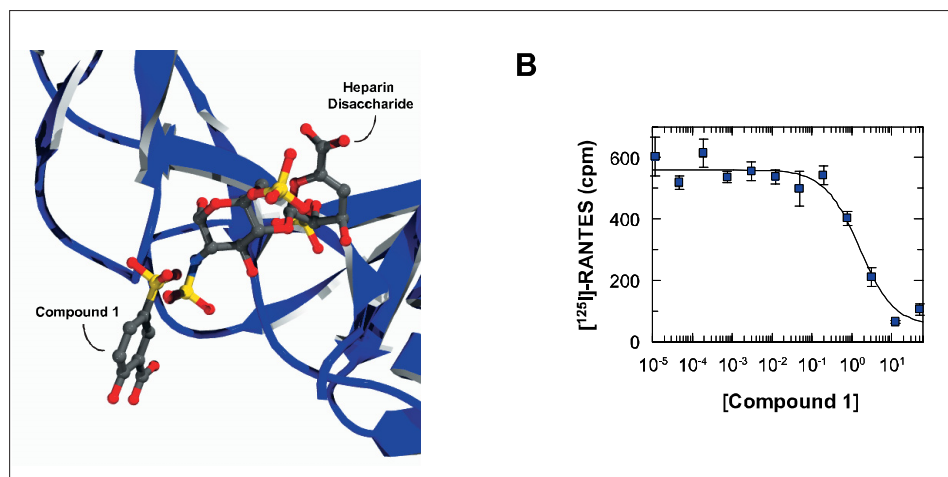 Heparin
Disaccharide
Compound 1
B
[¹²⁵I]-RANTES (cpm)
600
400
200
0
10⁻⁵ 10⁻⁴ 10⁻³ 10⁻² 10⁻¹ 10⁰ 10¹
[Compound 1]